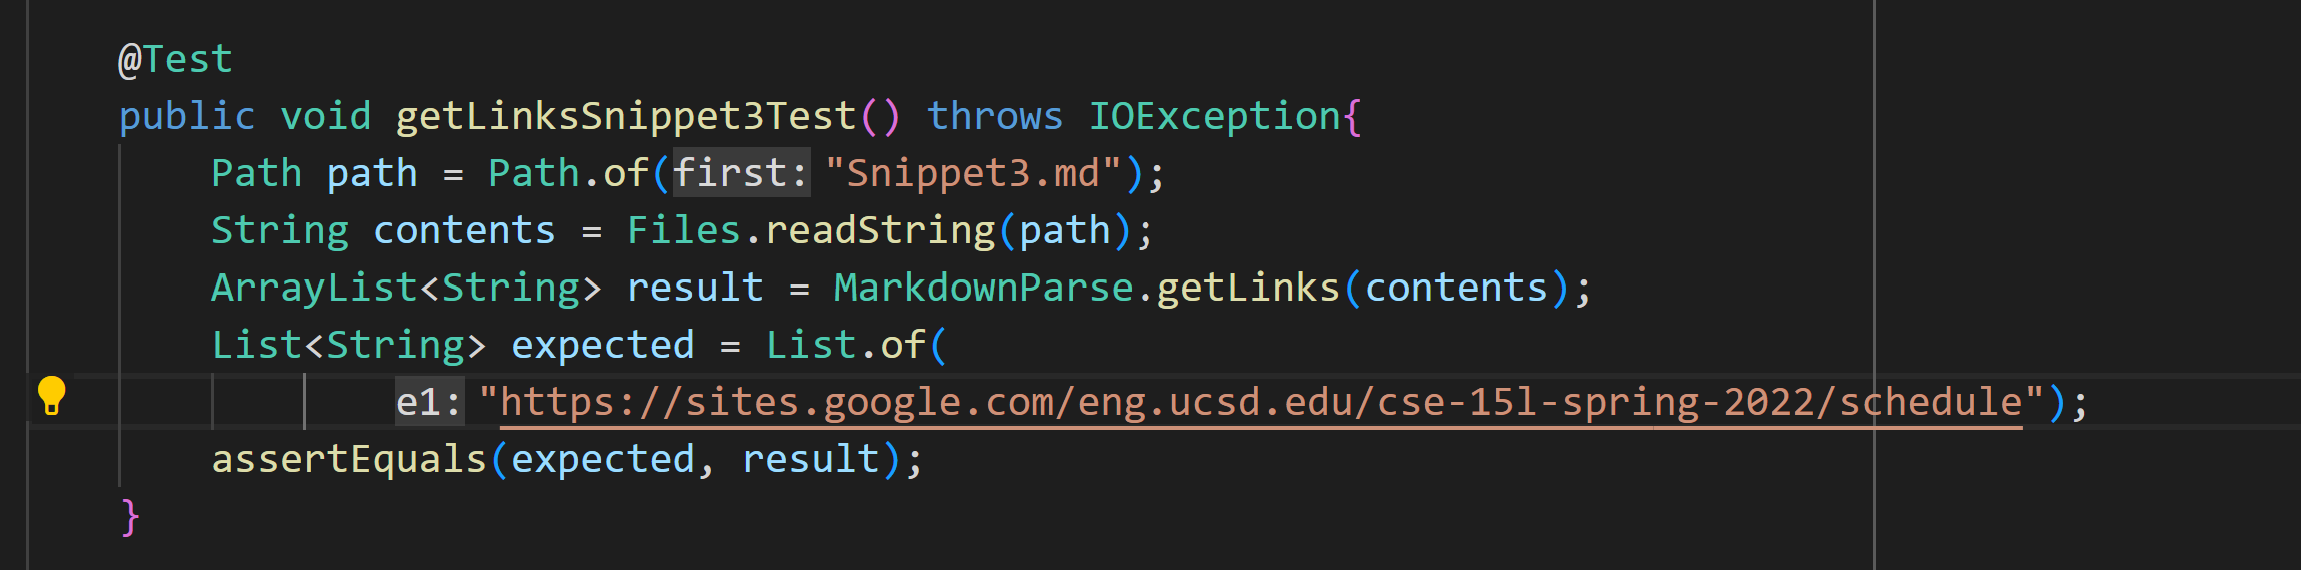 @Test
public void getLinksSnippet3Test() throws IOException{
Path path = Path.of(first: "Snippet3.md");
String contents = Files.readString(path);
ArrayList<String> result = MarkdownParse.getLinks(contents);
List<String> expected = List.of(
e1: "https://sites.google.com/eng.ucsd.edu/cse-15l-spring-2022/schedule");
assertEquals(expected, result);
}